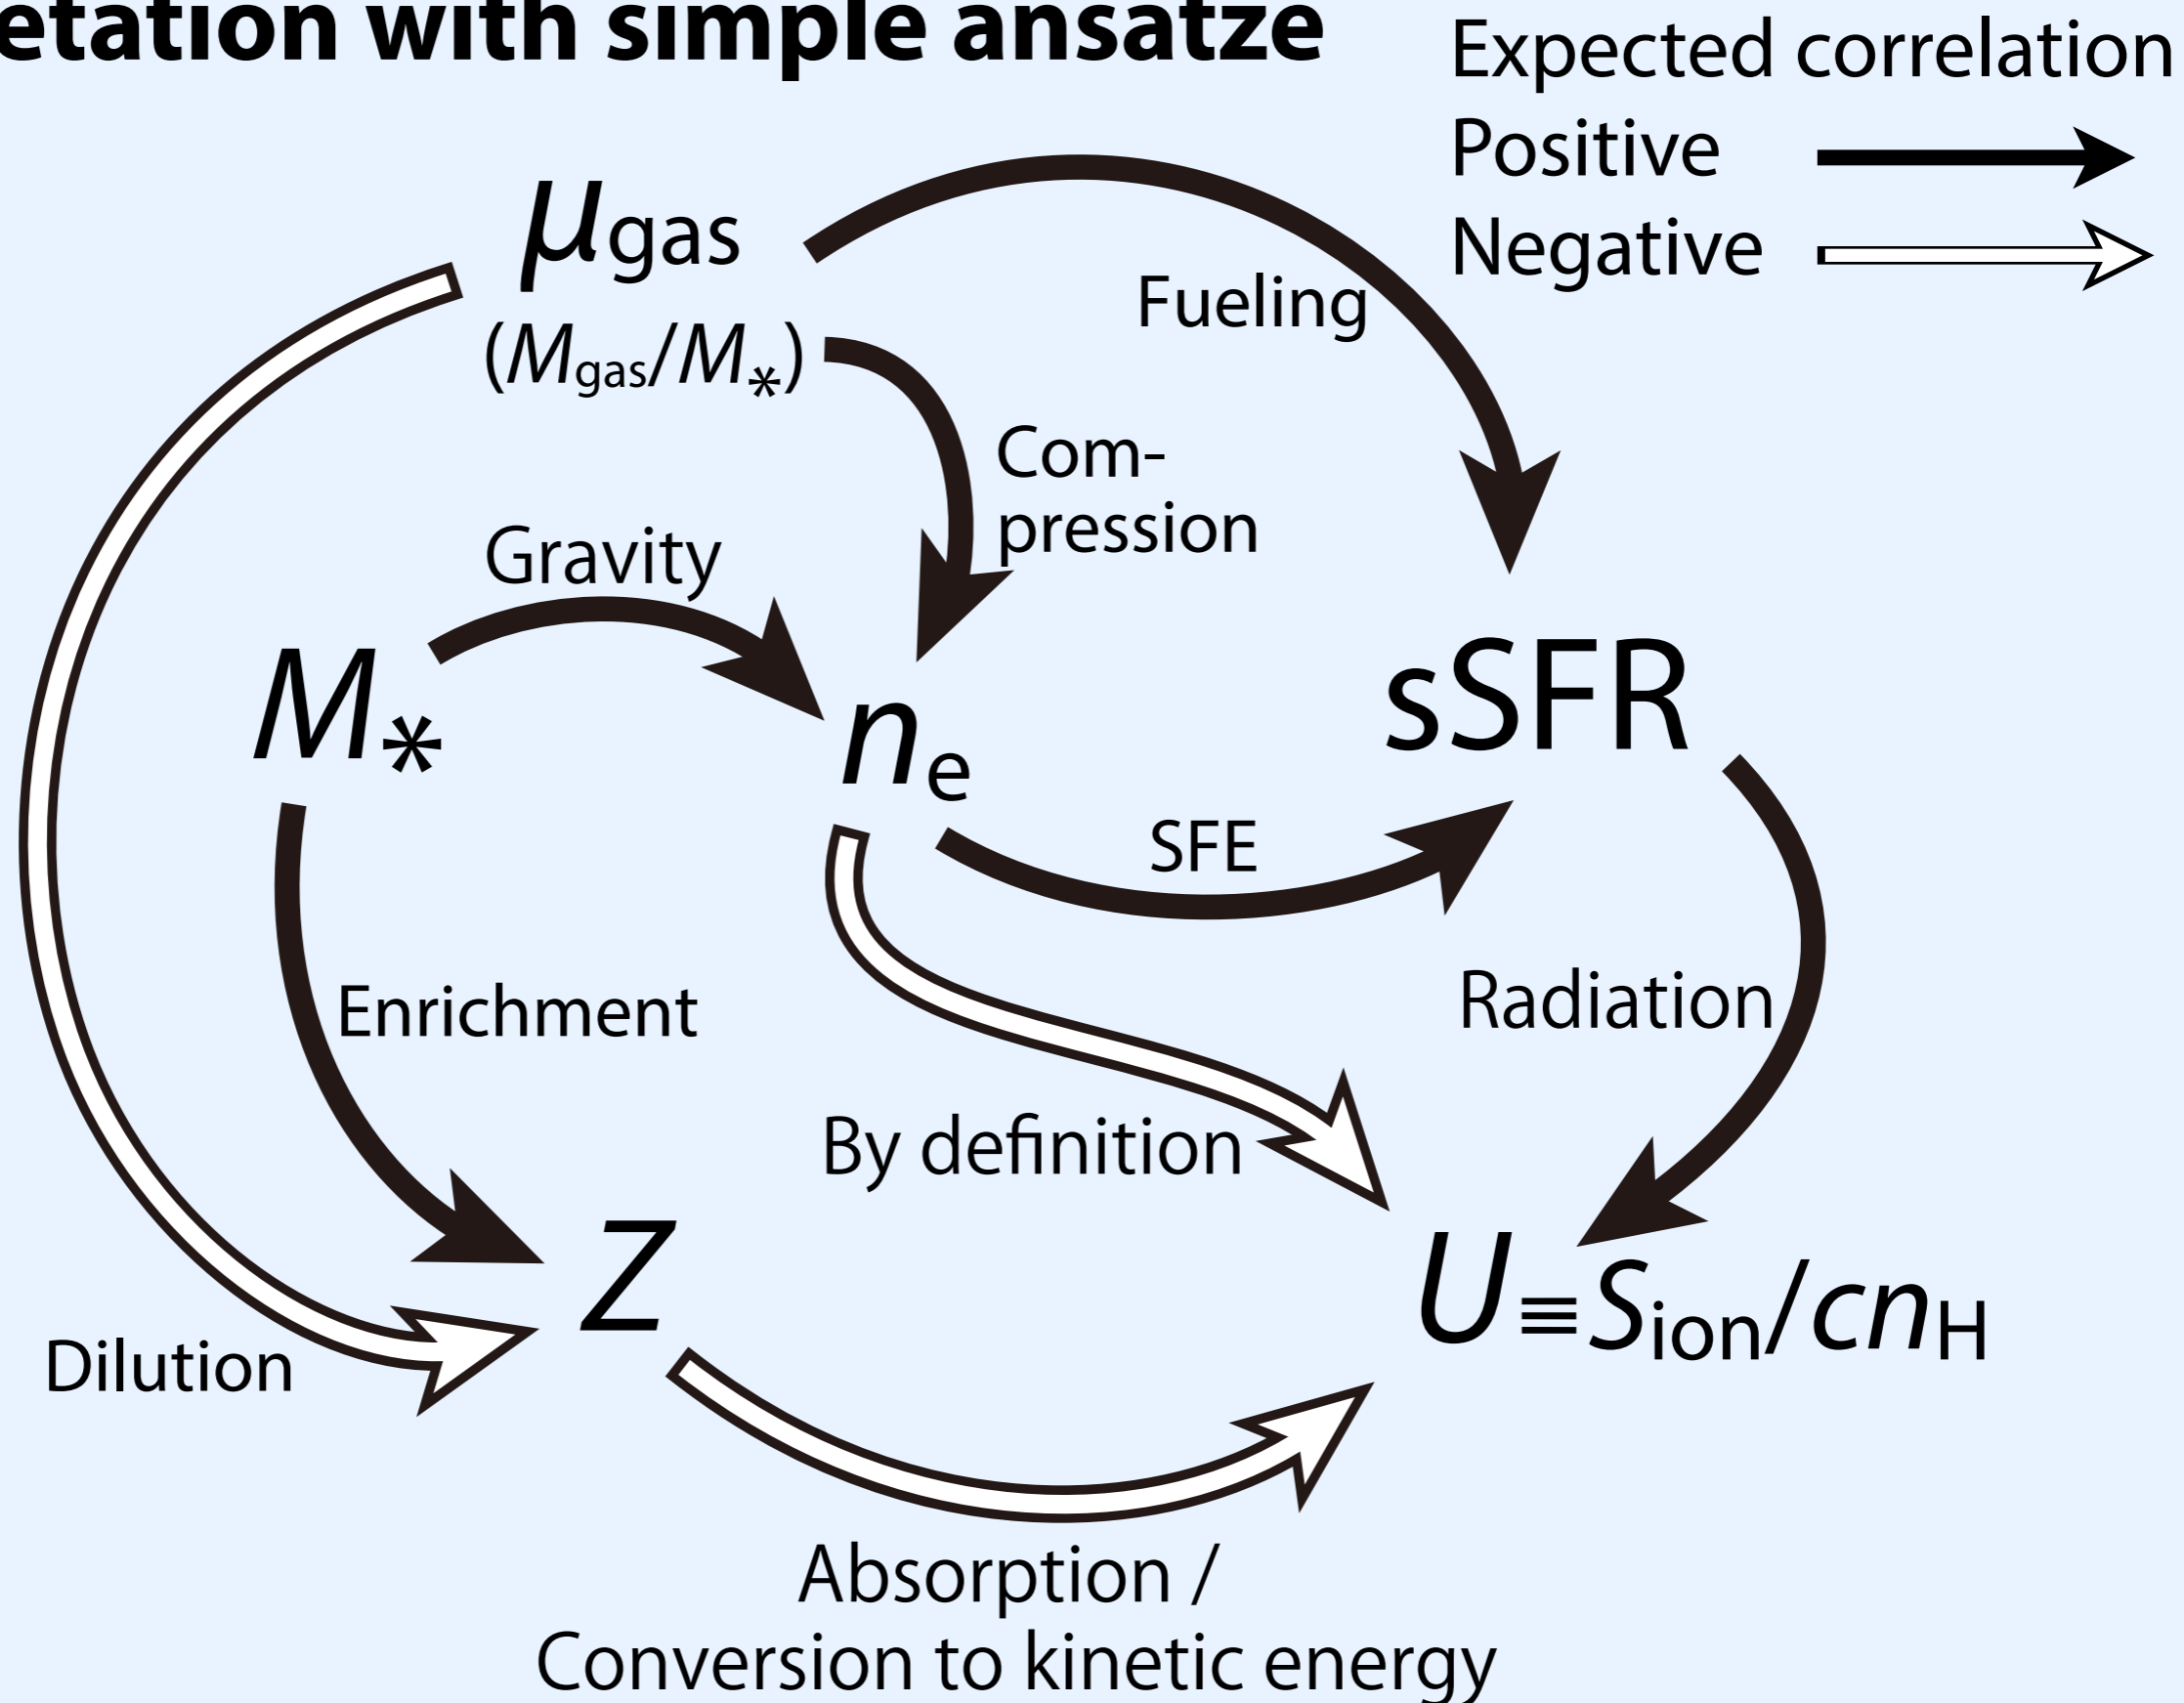 etation with simple ansatze
Expected correlation
Positive
Negative
μgas
(Mgas/M*)
Fueling
Com-
pression
Gravity
M*
ne
sSFR
SFE
Enrichment
Radiation
By definition
Z
U≡Sion/cnH
Dilution
Absorption /
Conversion to kinetic energy